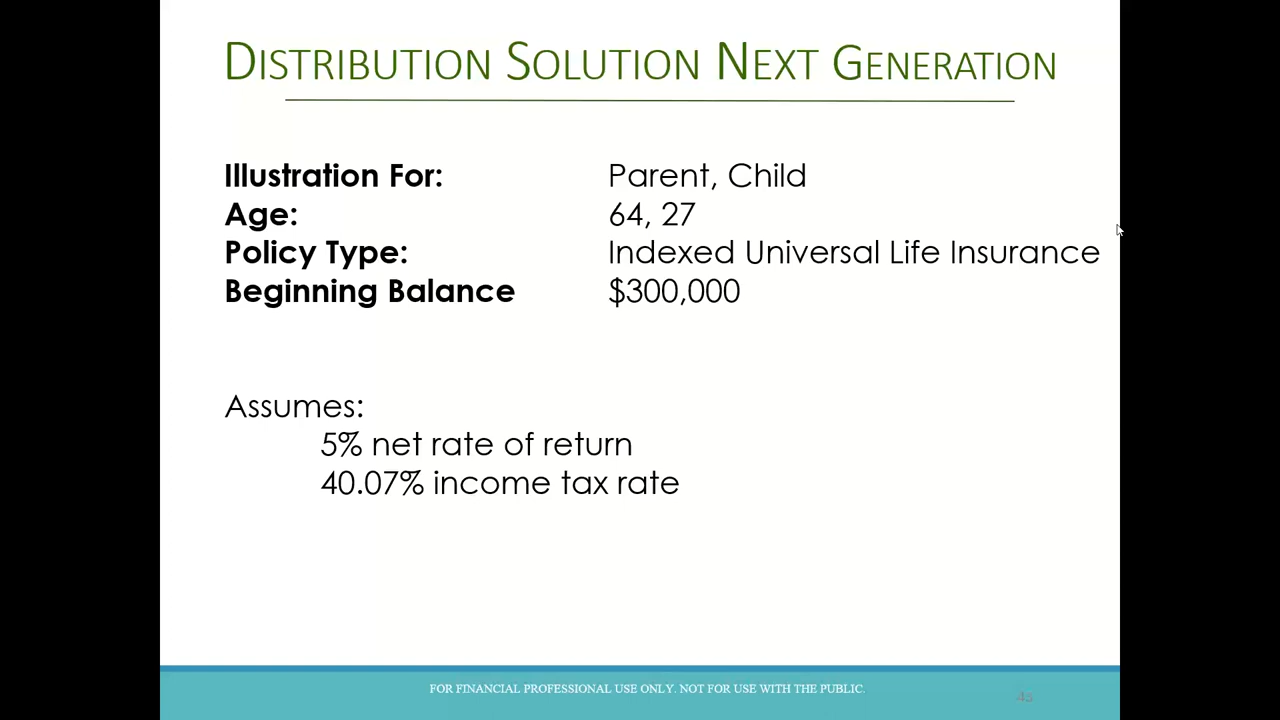 DISTRIBUTION SOLUTION NEXT GENERATION
Illustration For: Parent, Child
Age: 64, 27
Policy Type: Indexed Universal Life Insurance
Beginning Balance $300,000
Assumes:
5% net rate of return
40.07% income tax rate
FOR FINANCIAL PROFESSIONAL USE ONLY. NOT FOR USE WITH THE PUBLIC.